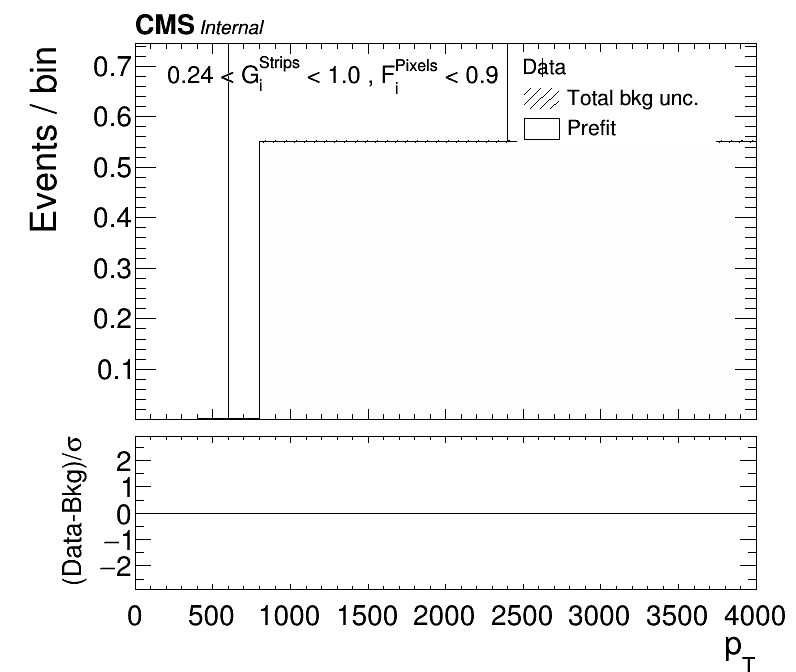 CMS Internal
0.24 < G_i^Strips < 1.0 , F_i^Pixels < 0.9
Data
Total bkg unc.
Prefit
Events / bin
0.7
0.6
0.5
0.4
0.3
0.2
0.1
(Data-Bkg)/σ
2
1
0
−1
−2
0 500 1000 1500 2000 2500 3000 3500 4000
p_T